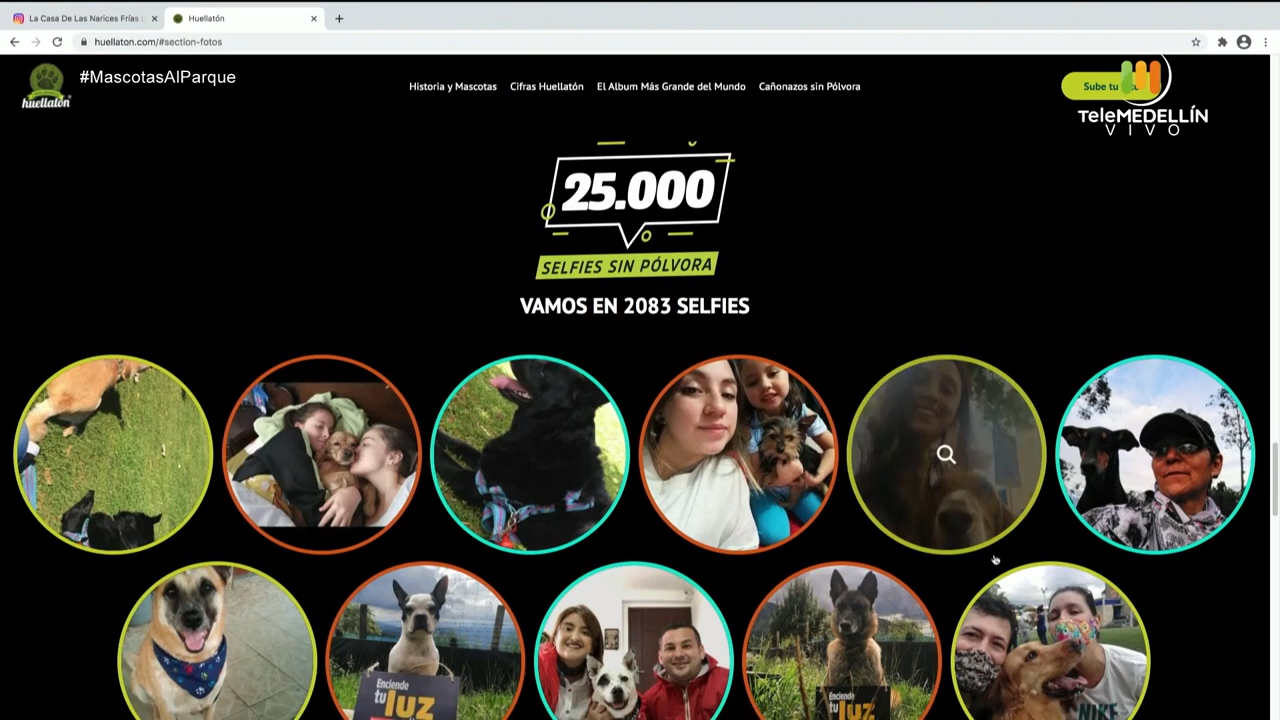 La Casa De Las Narices Frías
Huellatón
huellaton.com/#section-fotos
#MascotasAlParque
huellatón
Historia y Mascotas
Cifras Huellatón
El Album Más Grande del Mundo
Cañonazos sin Pólvora
Sube tu
TeleMEDELLÍN
VIVO
25.000
SELFIES SIN PÓLVORA
VAMOS EN 2083 SELFIES
Enciende
tu luz
Enciende
tu luz
NIKE